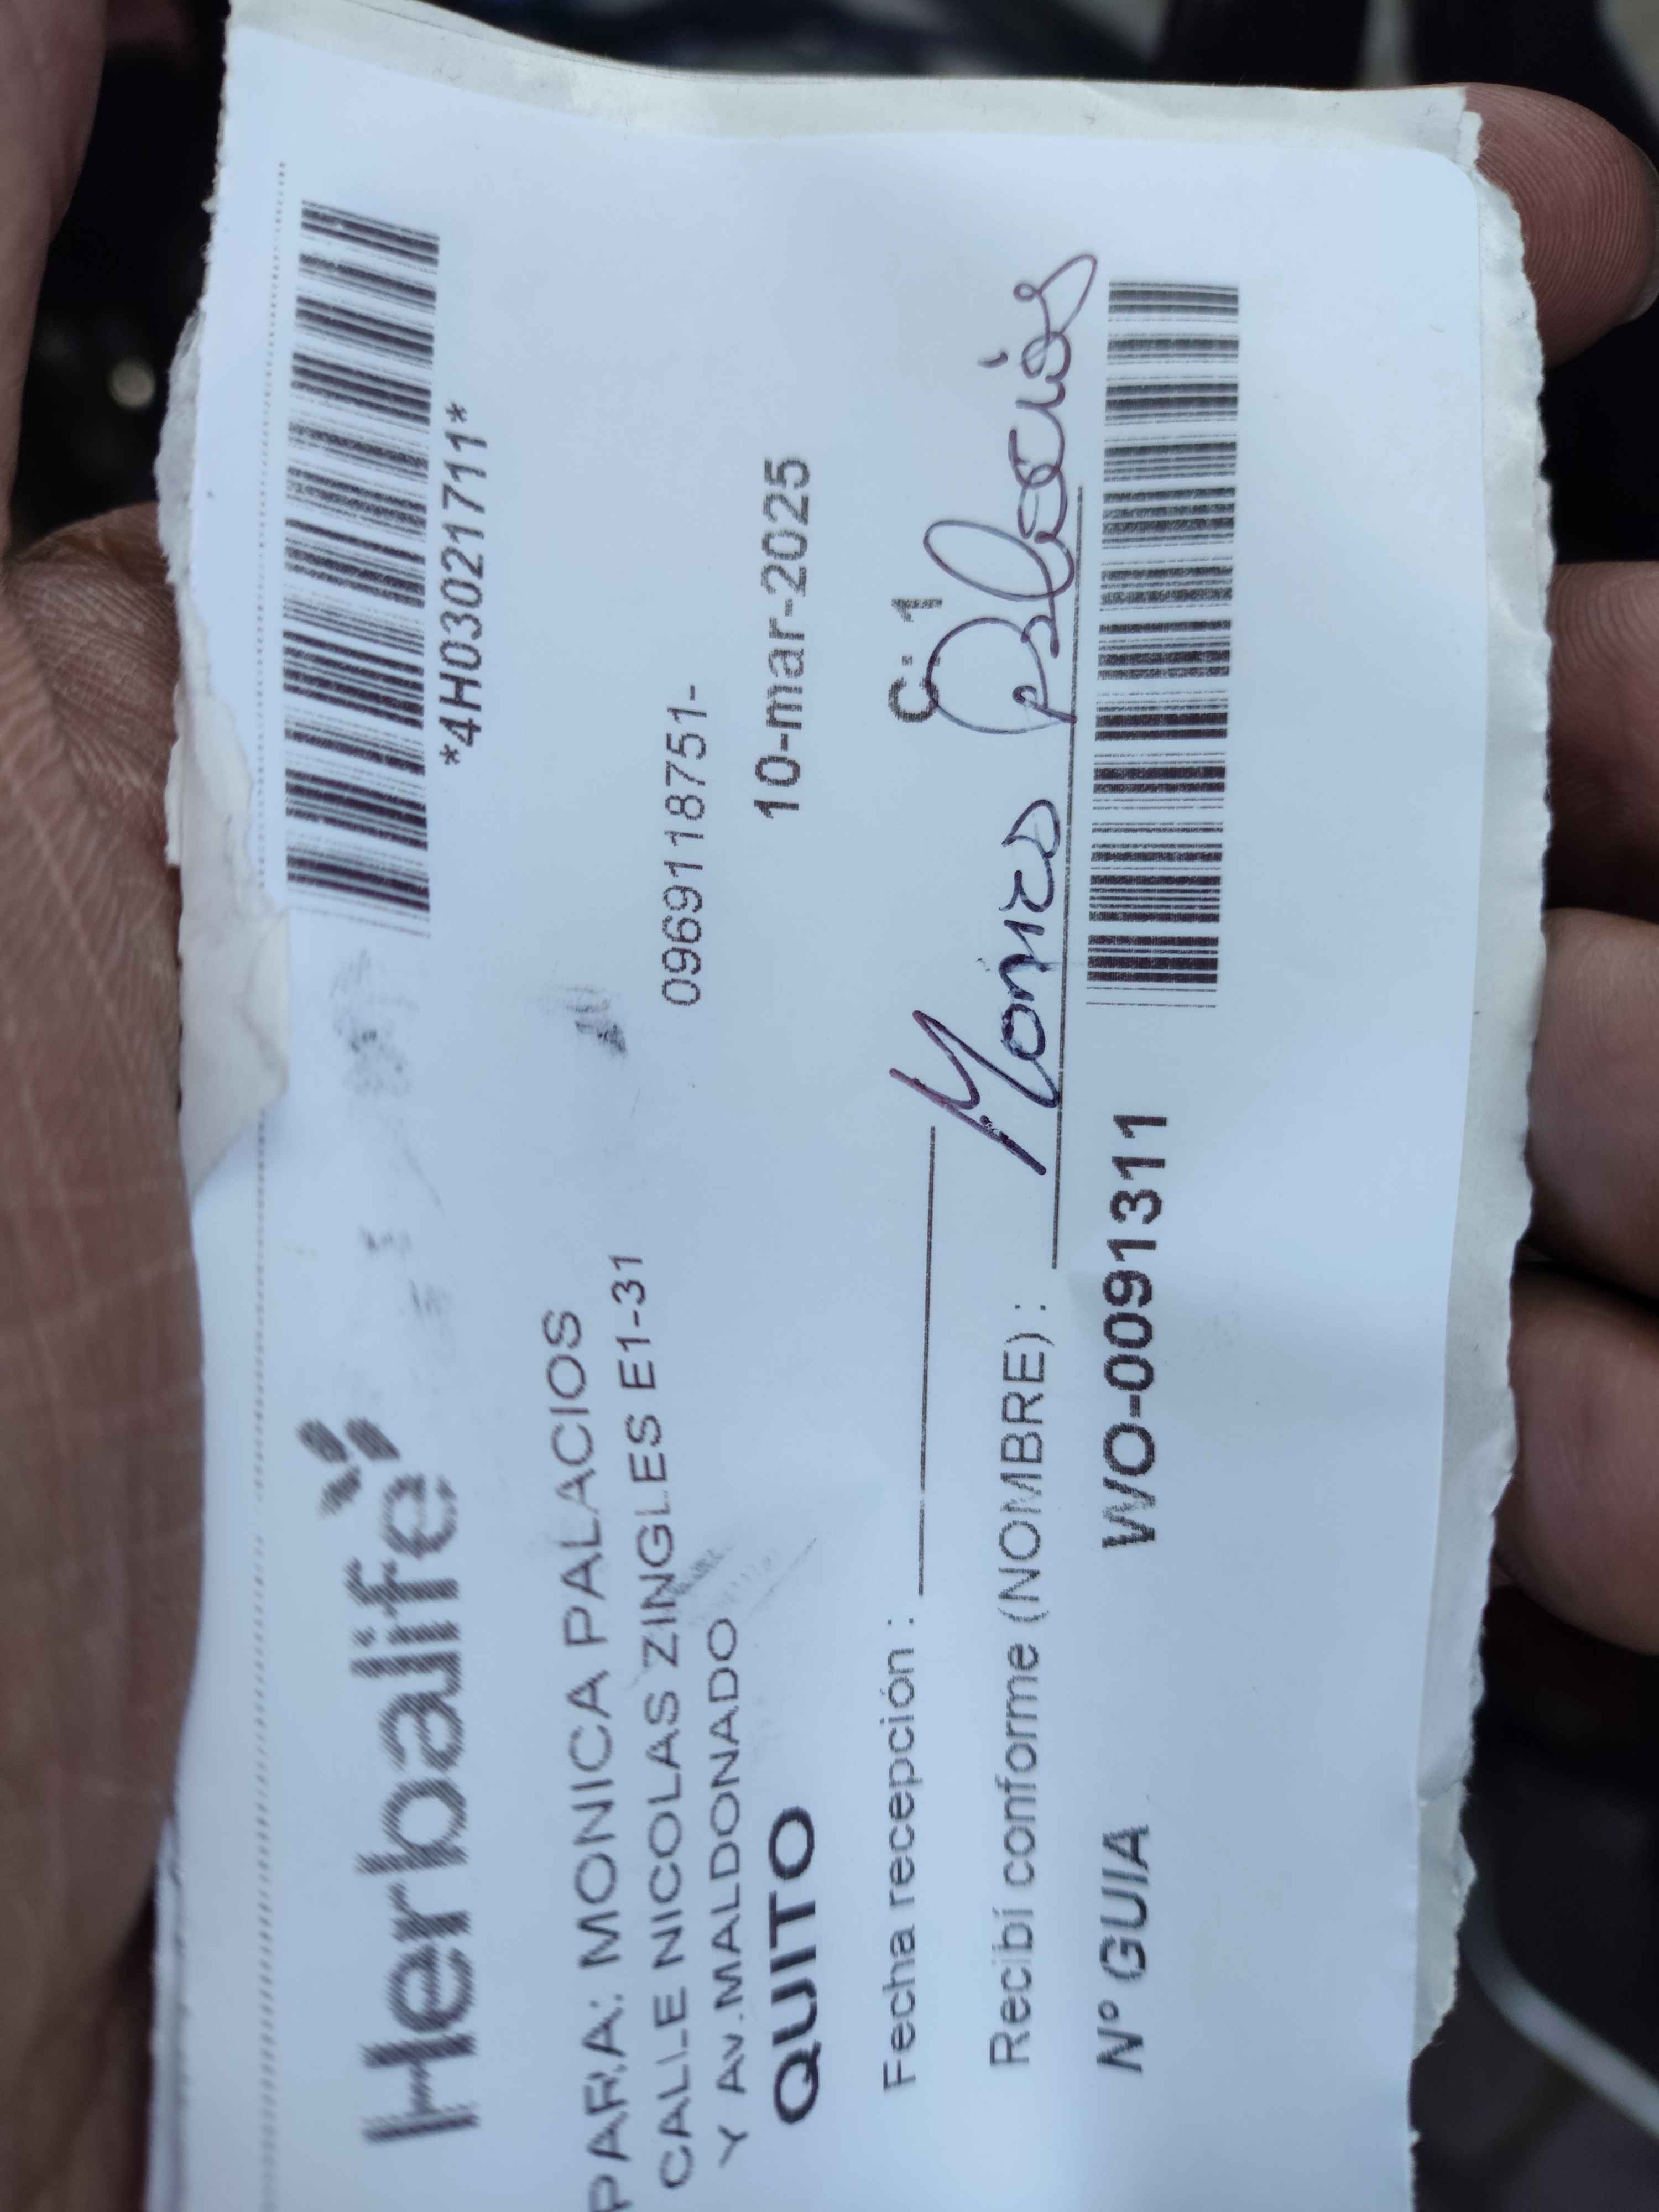 Herbalife
*4H03021711*
PARA: MONICA PALACIOS
CALLE NICOLAS ZINGLES E1-31
Y AV.MALDONADO
0969118751-
QUITO
10-mar-2025
Fecha recepción :
C: 1
Recibí conforme (NOMBRE) : Monica Palacios
Nº GUIA WO-0091311